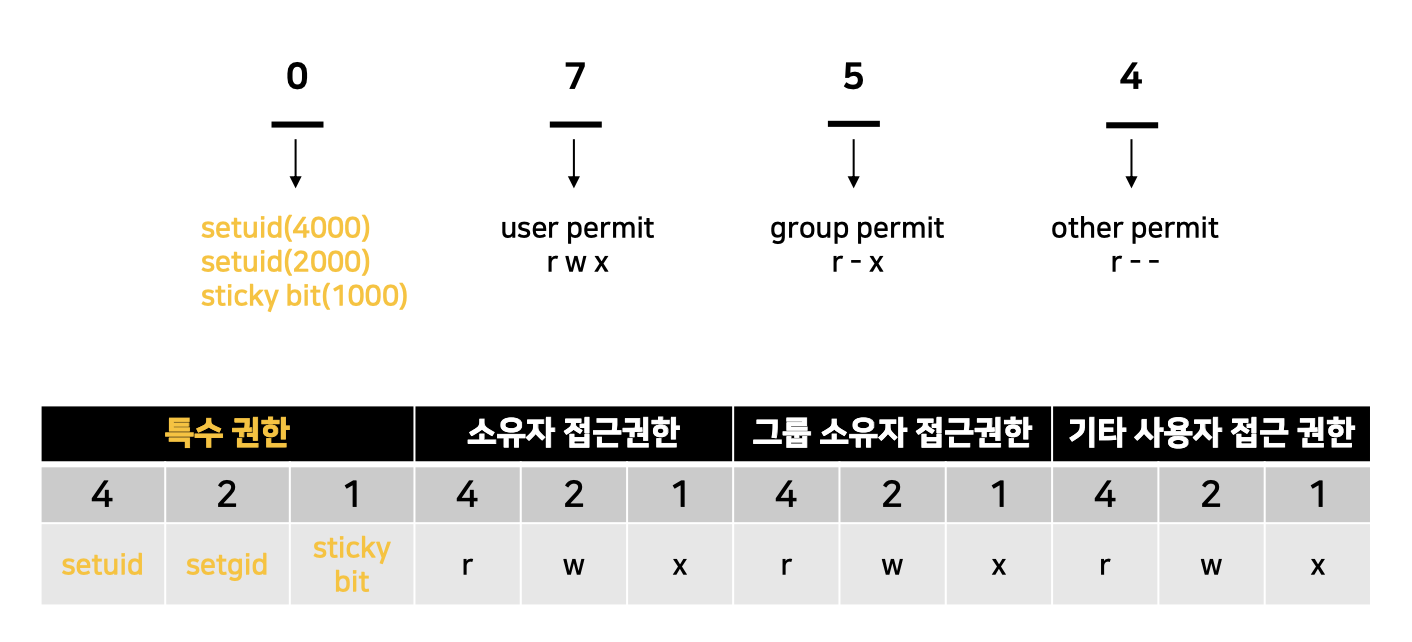 0 7 5 4
setuid(4000)
setuid(2000)
sticky bit(1000)
user permit
r w x
group permit
r - x
other permit
r - -
특수 권한 소유자 접근권한 그룹 소유자 접근권한 기타 사용자 접근 권한
4 2 1 4 2 1 4 2 1 4 2 1
setuid setgid sticky bit r w x r w x r w x